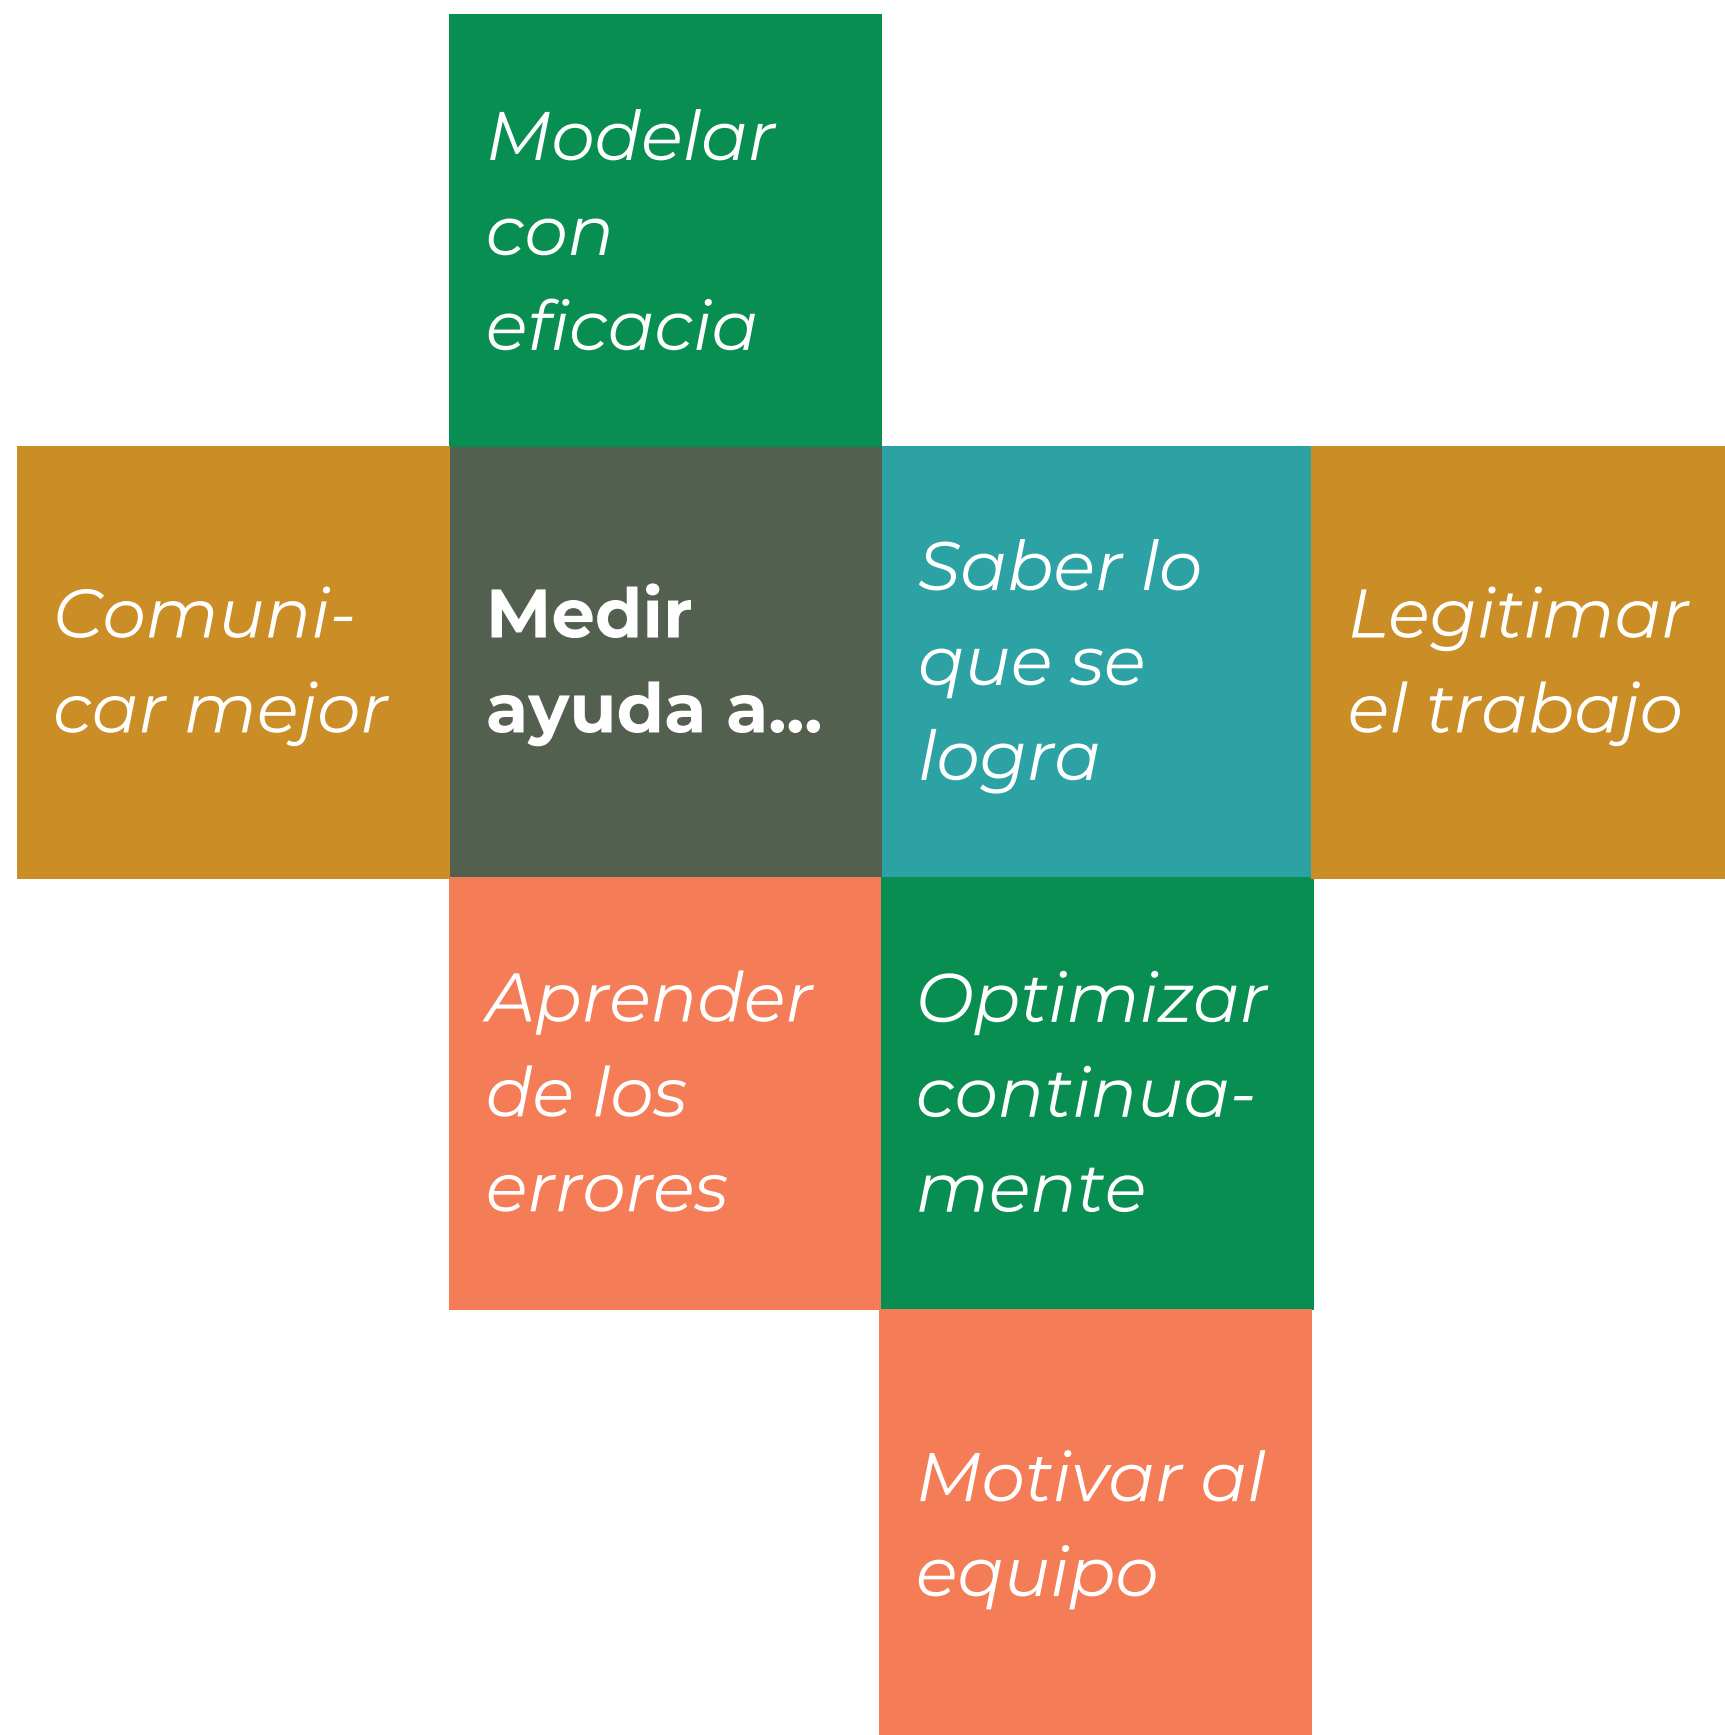 Modelar
con
eficacia
Comuni-
car mejor
Medir
ayuda a...
Saber lo
que se
logra
Legitimar
el trabajo
Aprender
de los
errores
Optimizar
continua-
mente
Motivar al
equipo